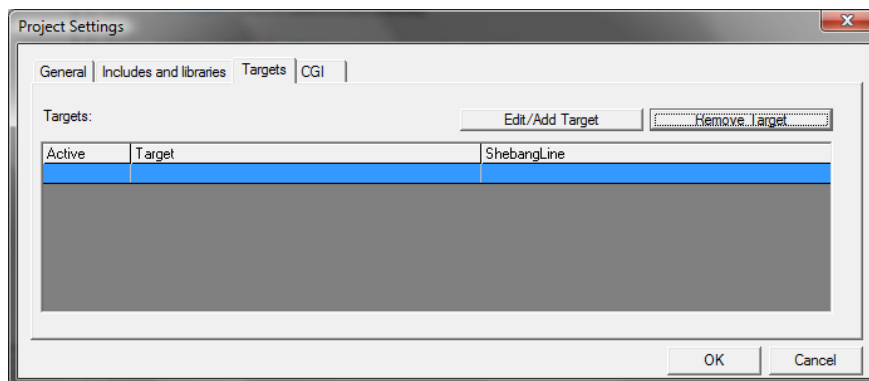 Project Settings
General Includes and libraries Targets CGI
Targets: Edit/Add Target Remove Target
Active Target ShebangLine
OK Cancel